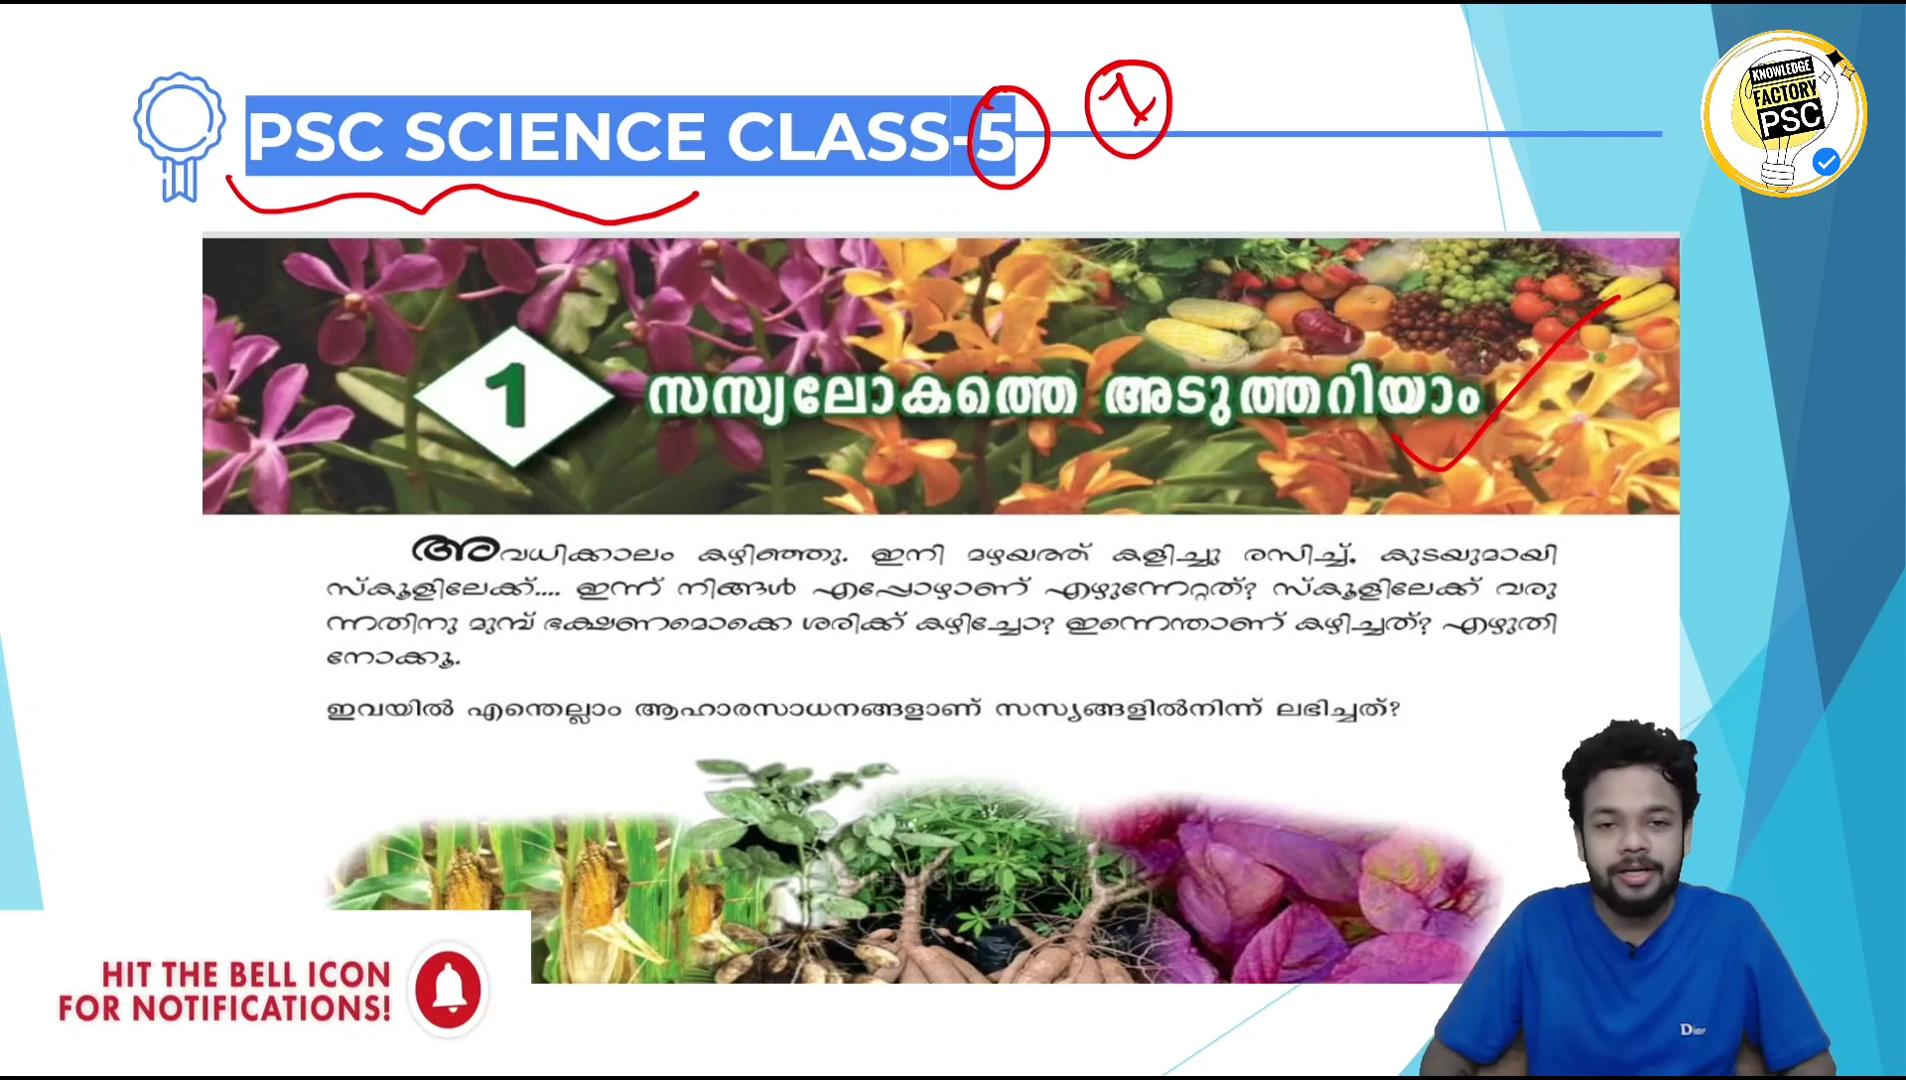 PSC SCIENCE CLASS-5
1
KNOWLEDGE
FACTORY
PSC
1 സസ്യലോകത്തെ അടുത്തറിയാം
അവധിക്കാലം കഴിഞ്ഞു. ഇനി മഴയത്ത് കളിച്ചു രസിച്ച്, കുടയുമായി
സ്കൂളിലേക്ക്.... ഇന്ന് നിങ്ങൾ എപ്പോഴാണ് എഴുന്നേറ്റത്? സ്കൂളിലേക്ക് വരു
ന്നതിനു മുമ്പ് ഭക്ഷണമൊക്കെ ശരിക്ക് കഴിച്ചോ? ഇന്നെന്താണ് കഴിച്ചത്? എഴുതി
നോക്കൂ.
ഇവയിൽ എന്തെല്ലാം ആഹാരസാധനങ്ങളാണ് സസ്യങ്ങളിൽനിന്ന് ലഭിച്ചത്?
HIT THE BELL ICON
FOR NOTIFICATIONS!
Dior